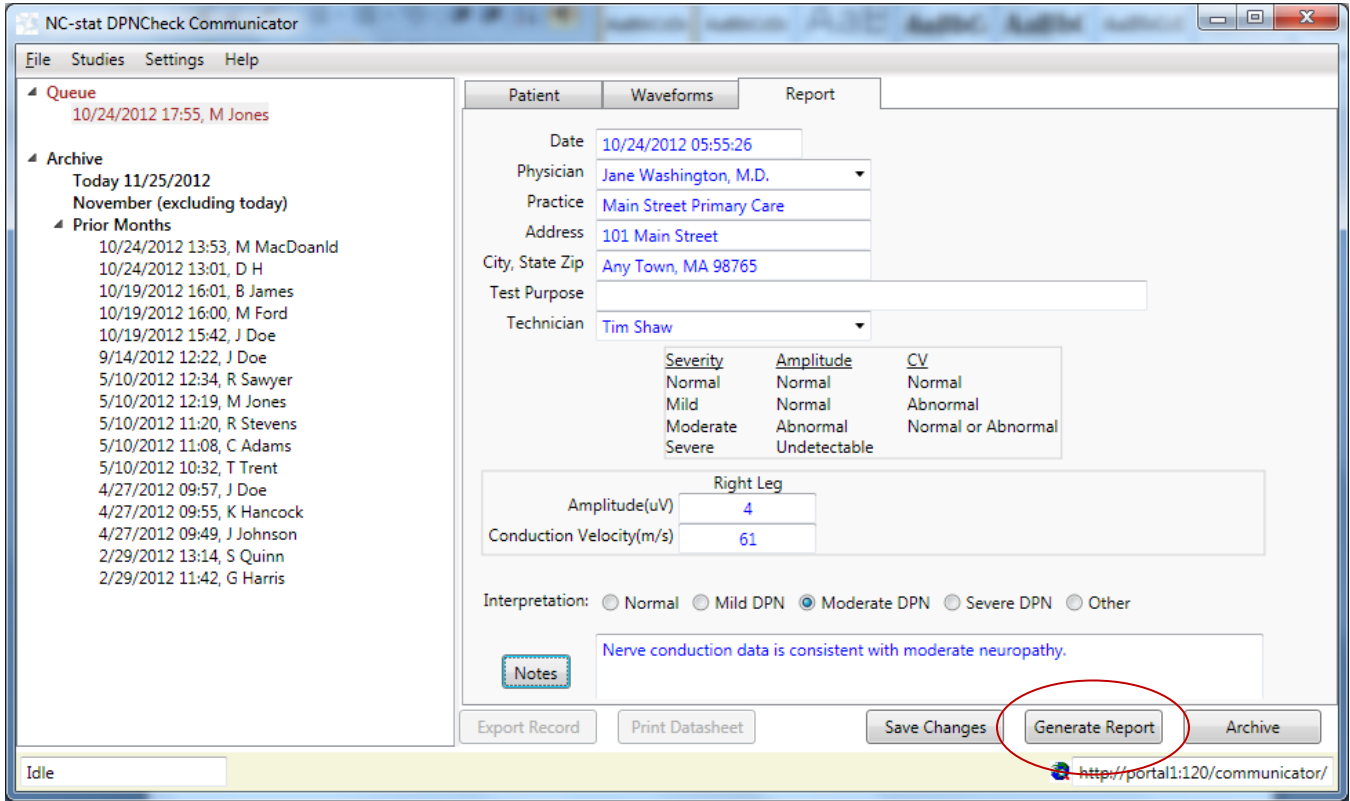 NC-stat DPNCheck Communicator
File Studies Settings Help
Queue
10/24/2012 17:55, M Jones
Archive
Today 11/25/2012
November (excluding today)
Prior Months
10/24/2012 13:53, M MacDoanld
10/24/2012 13:01, D H
10/19/2012 16:01, B James
10/19/2012 16:00, M Ford
10/19/2012 15:42, J Doe
9/14/2012 12:22, J Doe
5/10/2012 12:34, R Sawyer
5/10/2012 12:19, M Jones
5/10/2012 11:20, R Stevens
5/10/2012 11:08, C Adams
5/10/2012 10:32, T Trent
4/27/2012 09:57, J Doe
4/27/2012 09:55, K Hancock
4/27/2012 09:49, J Johnson
2/29/2012 13:14, S Quinn
2/29/2012 11:42, G Harris
Patient Waveforms Report
Date 10/24/2012 05:55:26
Physician Jane Washington, M.D.
Practice Main Street Primary Care
Address 101 Main Street
City, State Zip Any Town, MA 98765
Test Purpose
Technician Tim Shaw
Severity Amplitude CV
Normal Normal Normal
Mild Normal Abnormal
Moderate Abnormal Normal or Abnormal
Severe Undetectable
Right Leg
Amplitude(uV) 4
Conduction Velocity(m/s) 61
Interpretation: Normal Mild DPN Moderate DPN Severe DPN Other
Notes Nerve conduction data is consistent with moderate neuropathy.
Export Record Print Datasheet Save Changes Generate Report Archive
Idle http://portal1:120/communicator/